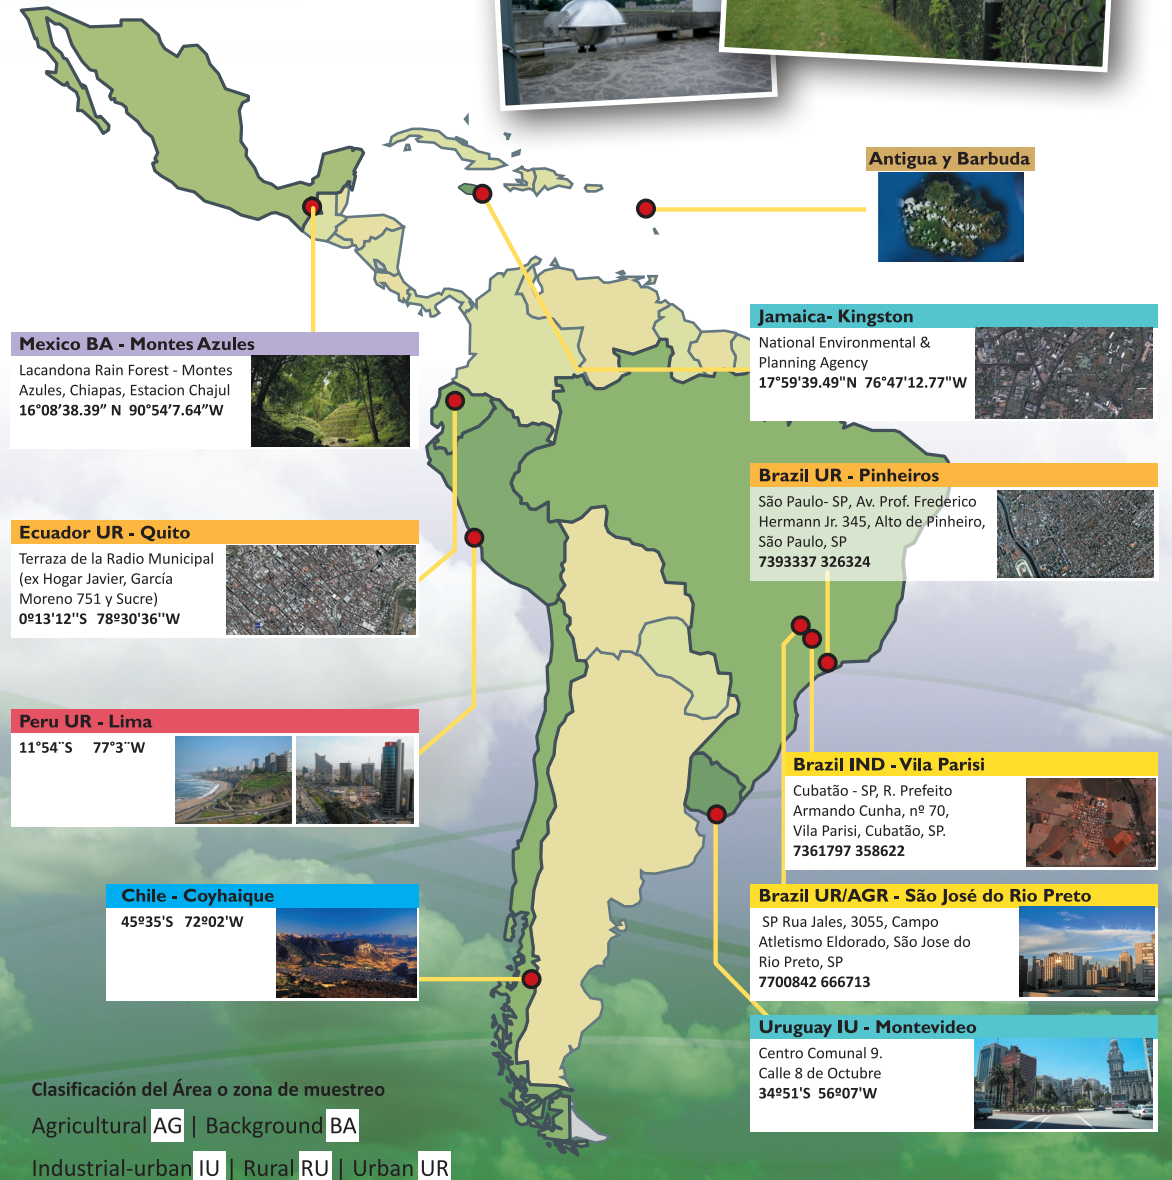 Antigua y Barbuda
Mexico BA - Montes Azules
Lacandona Rain Forest - Montes
Azules, Chiapas, Estacion Chajul
16°08’38.39” N 90°54’7.64”W
Jamaica- Kingston
National Environmental &
Planning Agency
17°59'39.49"N 76°47'12.77"W
Ecuador UR - Quito
Terraza de la Radio Municipal
(ex Hogar Javier, García
Moreno 751 y Sucre)
0º13'12''S 78º30'36''W
Brazil UR - Pinheiros
São Paulo- SP, Av. Prof. Frederico
Hermann Jr. 345, Alto de Pinheiro,
São Paulo, SP
7393337 326324
Peru UR - Lima
11°54¨S 77°3¨W
Brazil IND - Vila Parisi
Cubatão - SP, R. Prefeito
Armando Cunha, nº 70,
Vila Parisi, Cubatão, SP.
7361797 358622
Chile - Coyhaique
45º35'S 72º02'W
Brazil UR/AGR - São José do Rio Preto
SP Rua Jales, 3055, Campo
Atletismo Eldorado, São Jose do
Rio Preto, SP
7700842 666713
Uruguay IU - Montevideo
Centro Comunal 9.
Calle 8 de Octubre
34º51'S 56º07'W
Clasificación del Área o zona de muestreo
Agricultural AG | Background BA
Industrial-urban IU | Rural RU | Urban UR